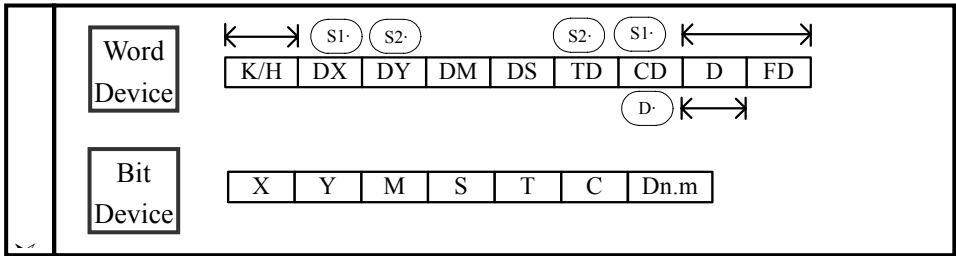 S1· S2· S2· S1·
Word
Device
K/H DX DY DM DS TD CD D FD
D·
Bit
Device
X Y M S T C Dn.m